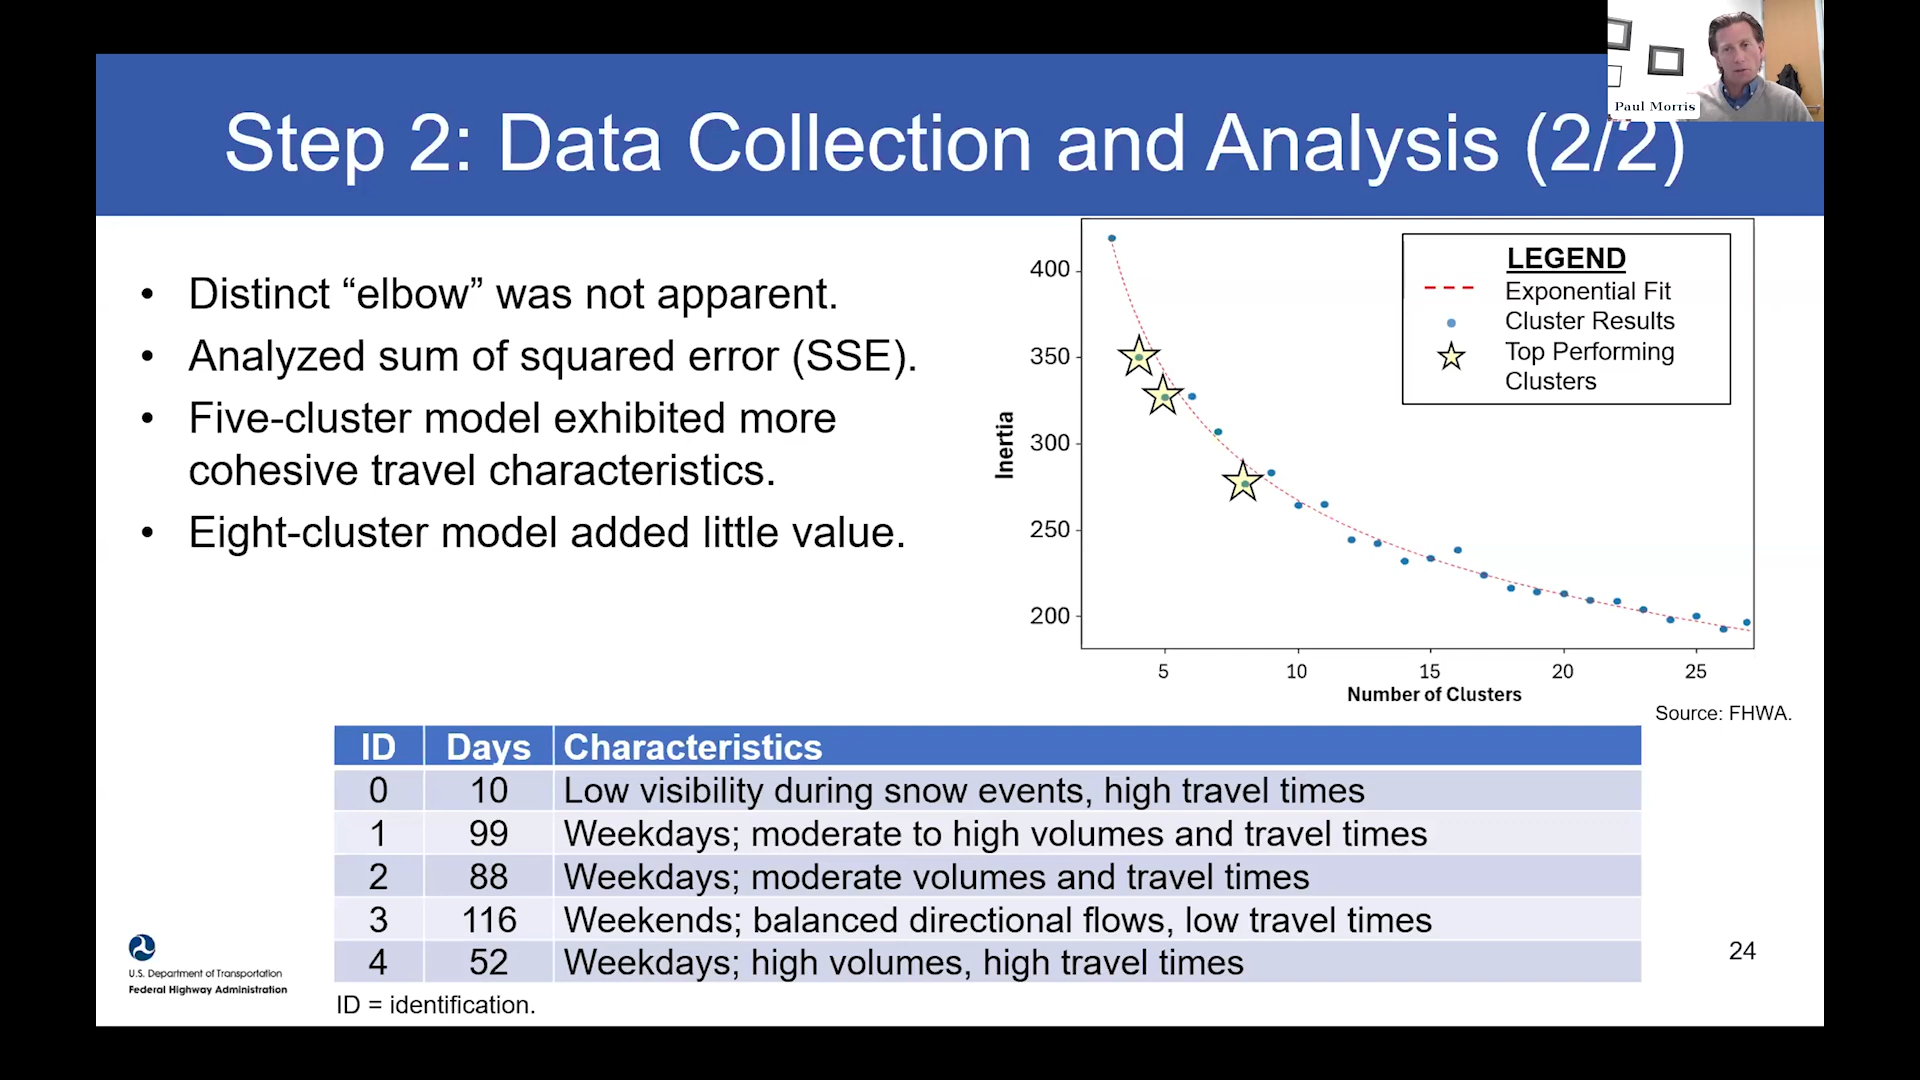 Paul Morris
Step 2: Data Collection and Analysis (2/2)
• Distinct “elbow” was not apparent.
• Analyzed sum of squared error (SSE).
• Five-cluster model exhibited more
cohesive travel characteristics.
• Eight-cluster model added little value.
LEGEND
Exponential Fit
Cluster Results
Top Performing
Clusters
Inertia
400
350
300
250
200
5 10 15 20 25
Number of Clusters
Source: FHWA.
ID Days Characteristics
0 10 Low visibility during snow events, high travel times
1 99 Weekdays; moderate to high volumes and travel times
2 88 Weekdays; moderate volumes and travel times
3 116 Weekends; balanced directional flows, low travel times
4 52 Weekdays; high volumes, high travel times
ID = identification.
U.S. Department of Transportation
Federal Highway Administration
24